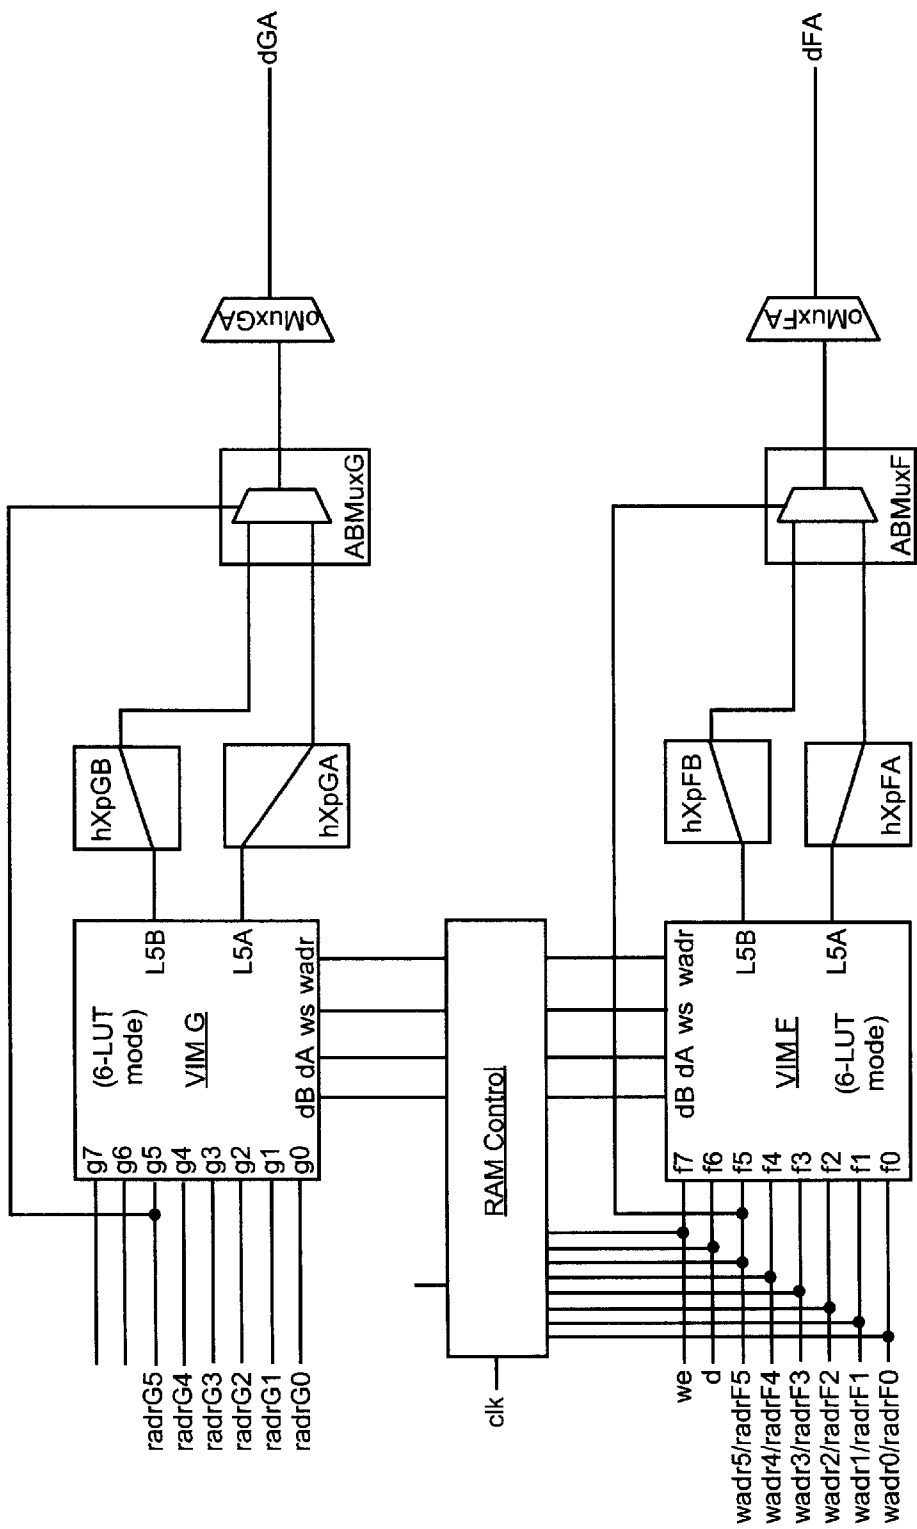 dGA
dFA
oMuxGA
oMuxFA
ABMuxG
ABMuxF
hXpGB
hXpGA
hXpFB
hXpFA
L5B
L5A
(6-LUT
mode)
VIM G
dB dA ws wadr
g7
g6
g5
g4
g3
g2
g1
g0
radrG5
radrG4
radrG3
radrG2
radrG1
radrG0
RAM Control
clk
L5B
L5A
dB dA ws wadr
VIM F
(6-LUT
mode)
f7
f6
f5
f4
f3
f2
f1
f0
we
d
wadr5/radrF5
wadr4/radrF4
wadr3/radrF3
wadr2/radrF2
wadr1/radrF1
wadr0/radrF0